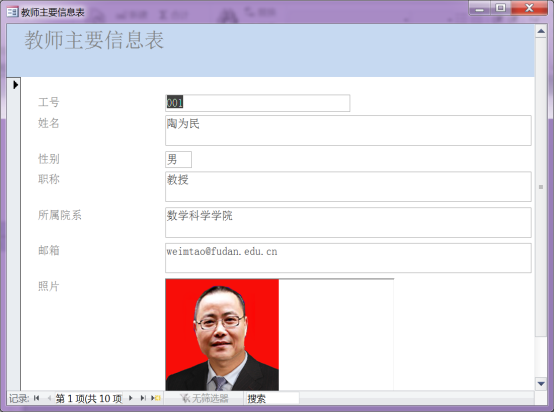 教师主要信息表
教师主要信息表
工号 001
姓名 陶为民
性别 男
职称 教授
所属院系 数学科学学院
邮箱 weimtao@fudan.edu.cn
照片
记录: 第 1 项(共 10 项 无筛选器 搜索